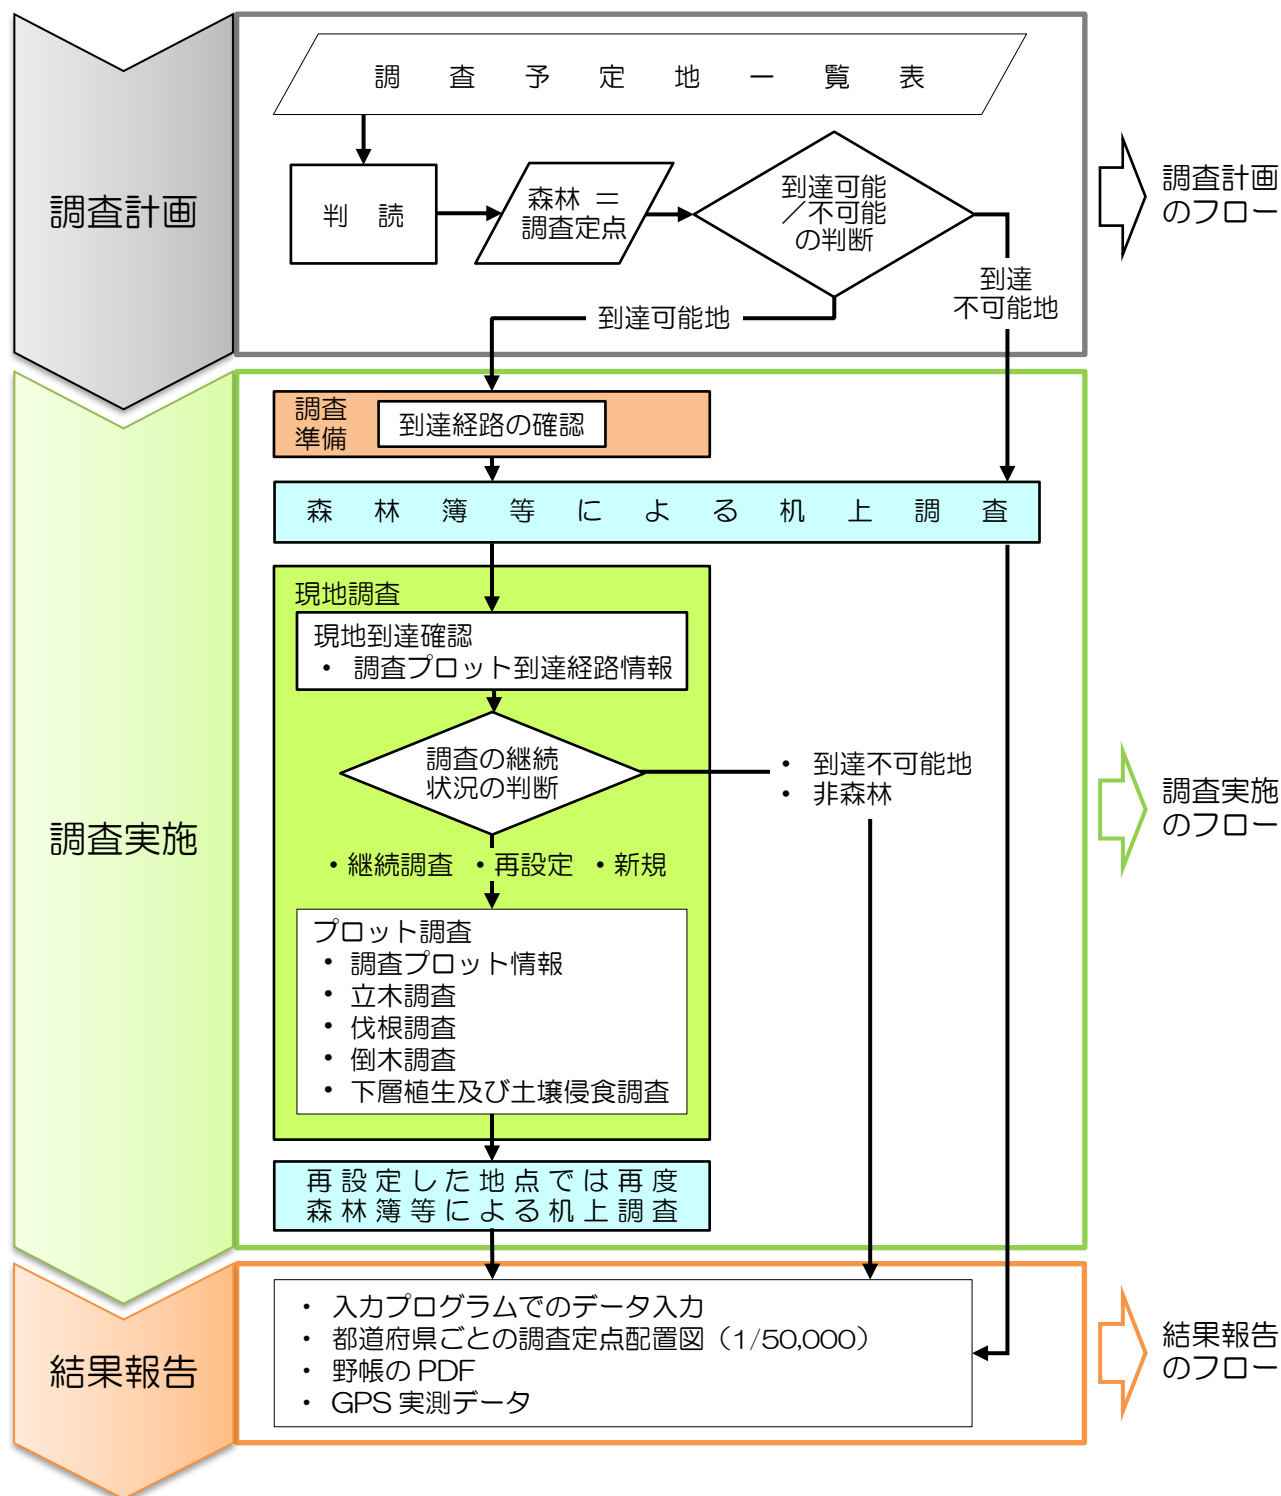 調査予定地一覧表
調査計画
判読
森林 ＝
調査定点
到達可能
／不可能
の判断
調査計画
のフロー
到達
不可能地
到達可能地
調査
準備
到達経路の確認
森林簿等による机上調査
現地調査
現地到達確認
・ 調査プロット到達経路情報
調査の継続
状況の判断
・ 到達不可能地
・ 非森林
調査実施
調査実施
のフロー
・継続調査 ・再設定 ・新規
プロット調査
・ 調査プロット情報
・ 立木調査
・ 伐根調査
・ 倒木調査
・ 下層植生及び土壌侵食調査
再設定した地点では再度
森林簿等による机上調査
結果報告
・ 入力プログラムでのデータ入力
・ 都道府県ごとの調査定点配置図（1/50,000）
・ 野帳の PDF
・ GPS 実測データ
結果報告
のフロー